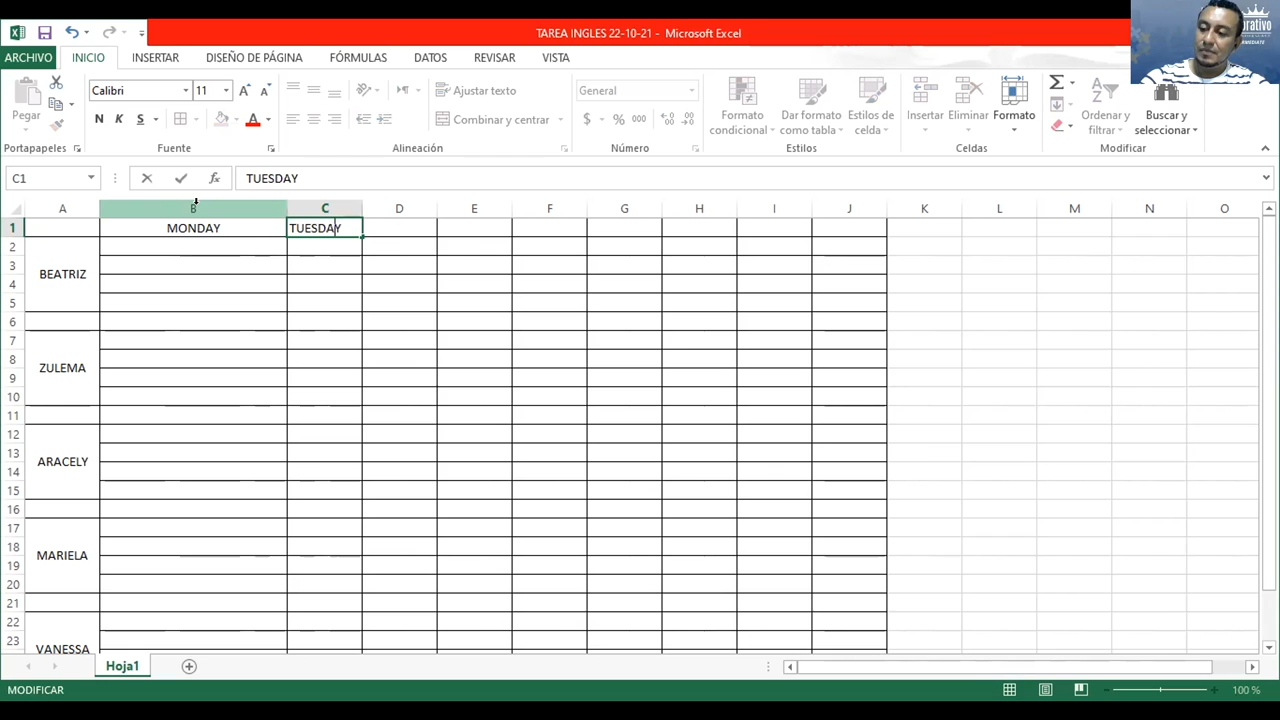 TAREA INGLES 22-10-21 - Microsoft Excel
ARCHIVO INICIO INSERTAR DISEÑO DE PÁGINA FÓRMULAS DATOS REVISAR VISTA
Pegar
Calibri 11
N K S
A A
Ajustar texto
Combinar y centrar
General
$ % 000
Formato condicional
Dar formato como tabla
Estilos de celda
Insertar
Eliminar
Formato
Ordenar y filtrar
Buscar y seleccionar
Portapapeles Fuente Alineación Número Estilos Celdas Modificar
C1 fx TUESDAY
A B C D E F G H I J K L M N O
1 MONDAY TUESDAY
2
3 BEATRIZ
4
5
6
7
8 ZULEMA
9
10
11
12
13 ARACELY
14
15
16
17
18 MARIELA
19
20
21
22
23 VANESSA
Hoja1
MODIFICAR 100 %